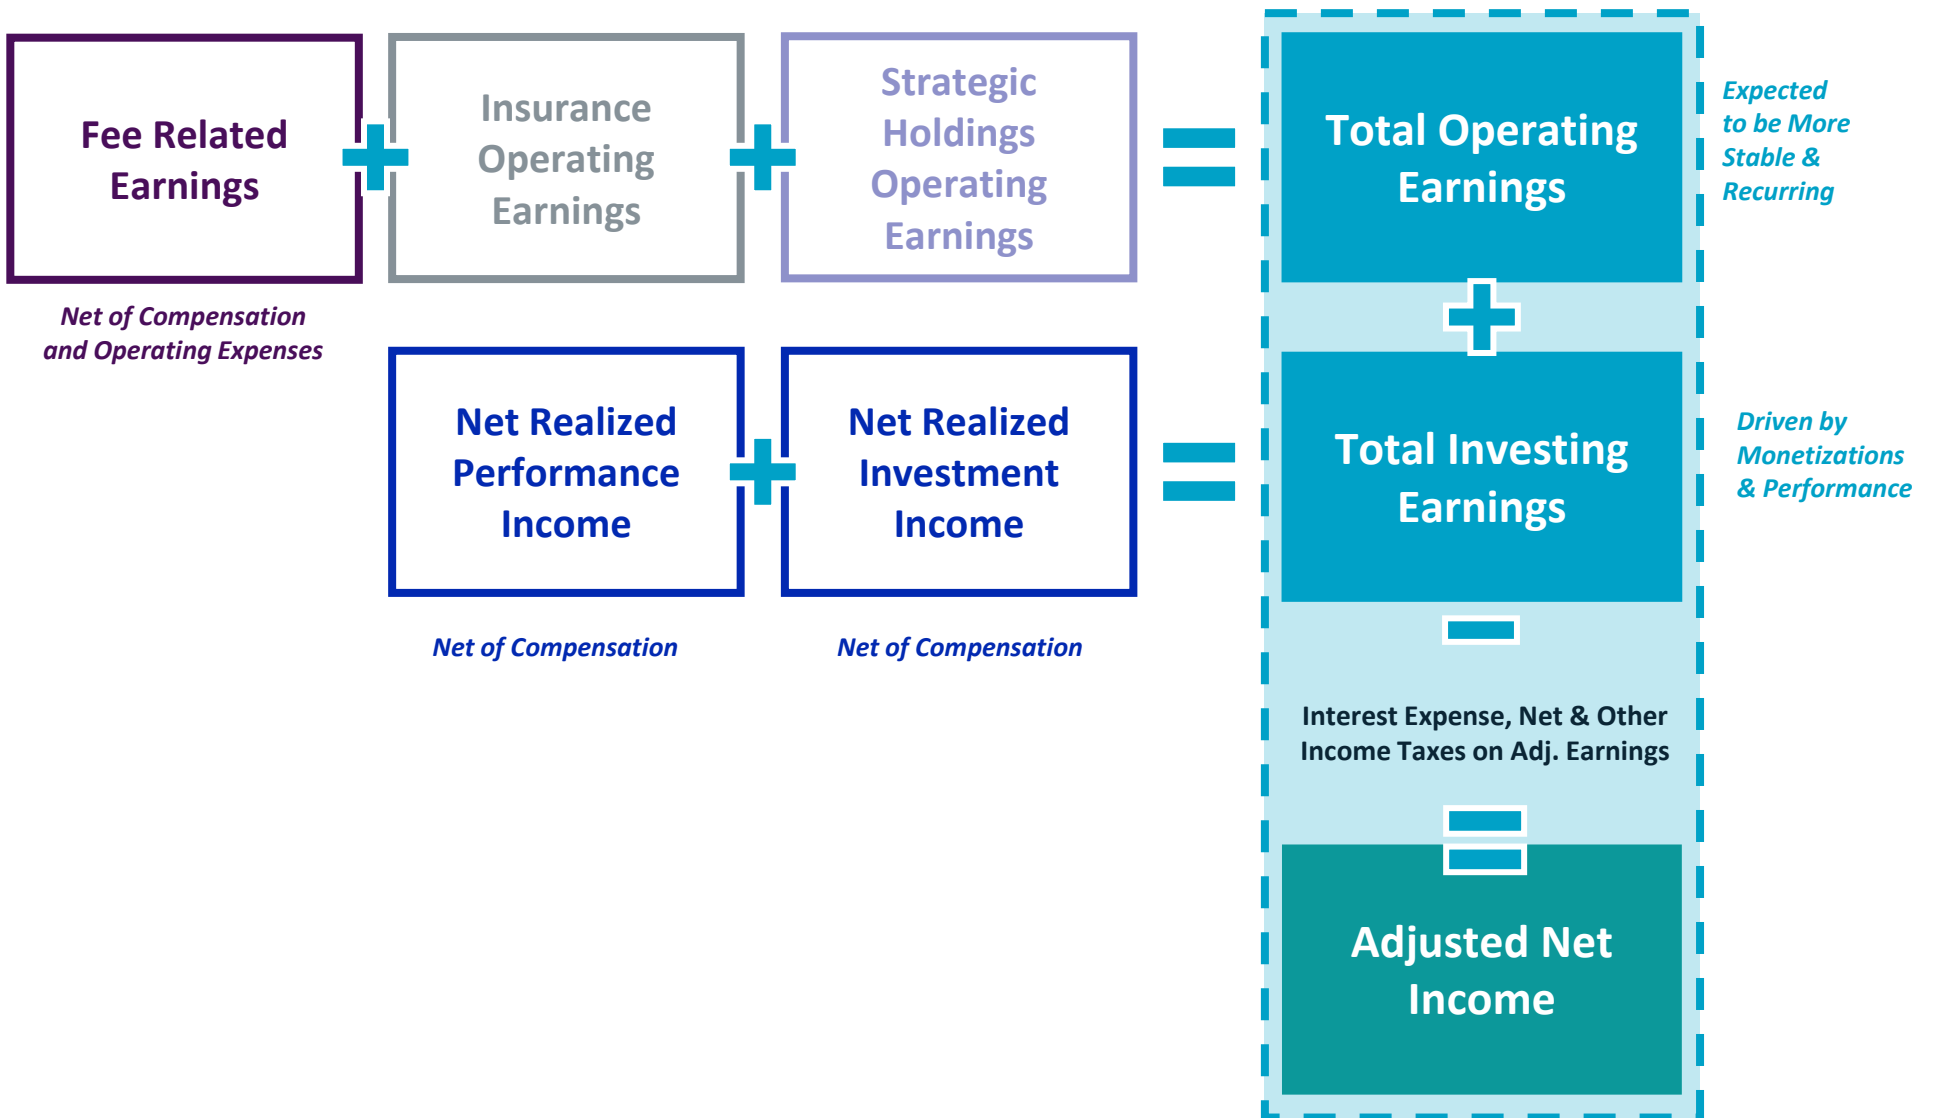 Fee Related
Earnings
Net of Compensation
and Operating Expenses
Insurance
Operating
Earnings
Strategic
Holdings
Operating
Earnings
Total Operating
Earnings
Expected
to be More
Stable &
Recurring
Net Realized
Performance
Income
Net of Compensation
Net Realized
Investment
Income
Net of Compensation
Total Investing
Earnings
Driven by
Monetizations
& Performance
Interest Expense, Net & Other
Income Taxes on Adj. Earnings
Adjusted Net
Income